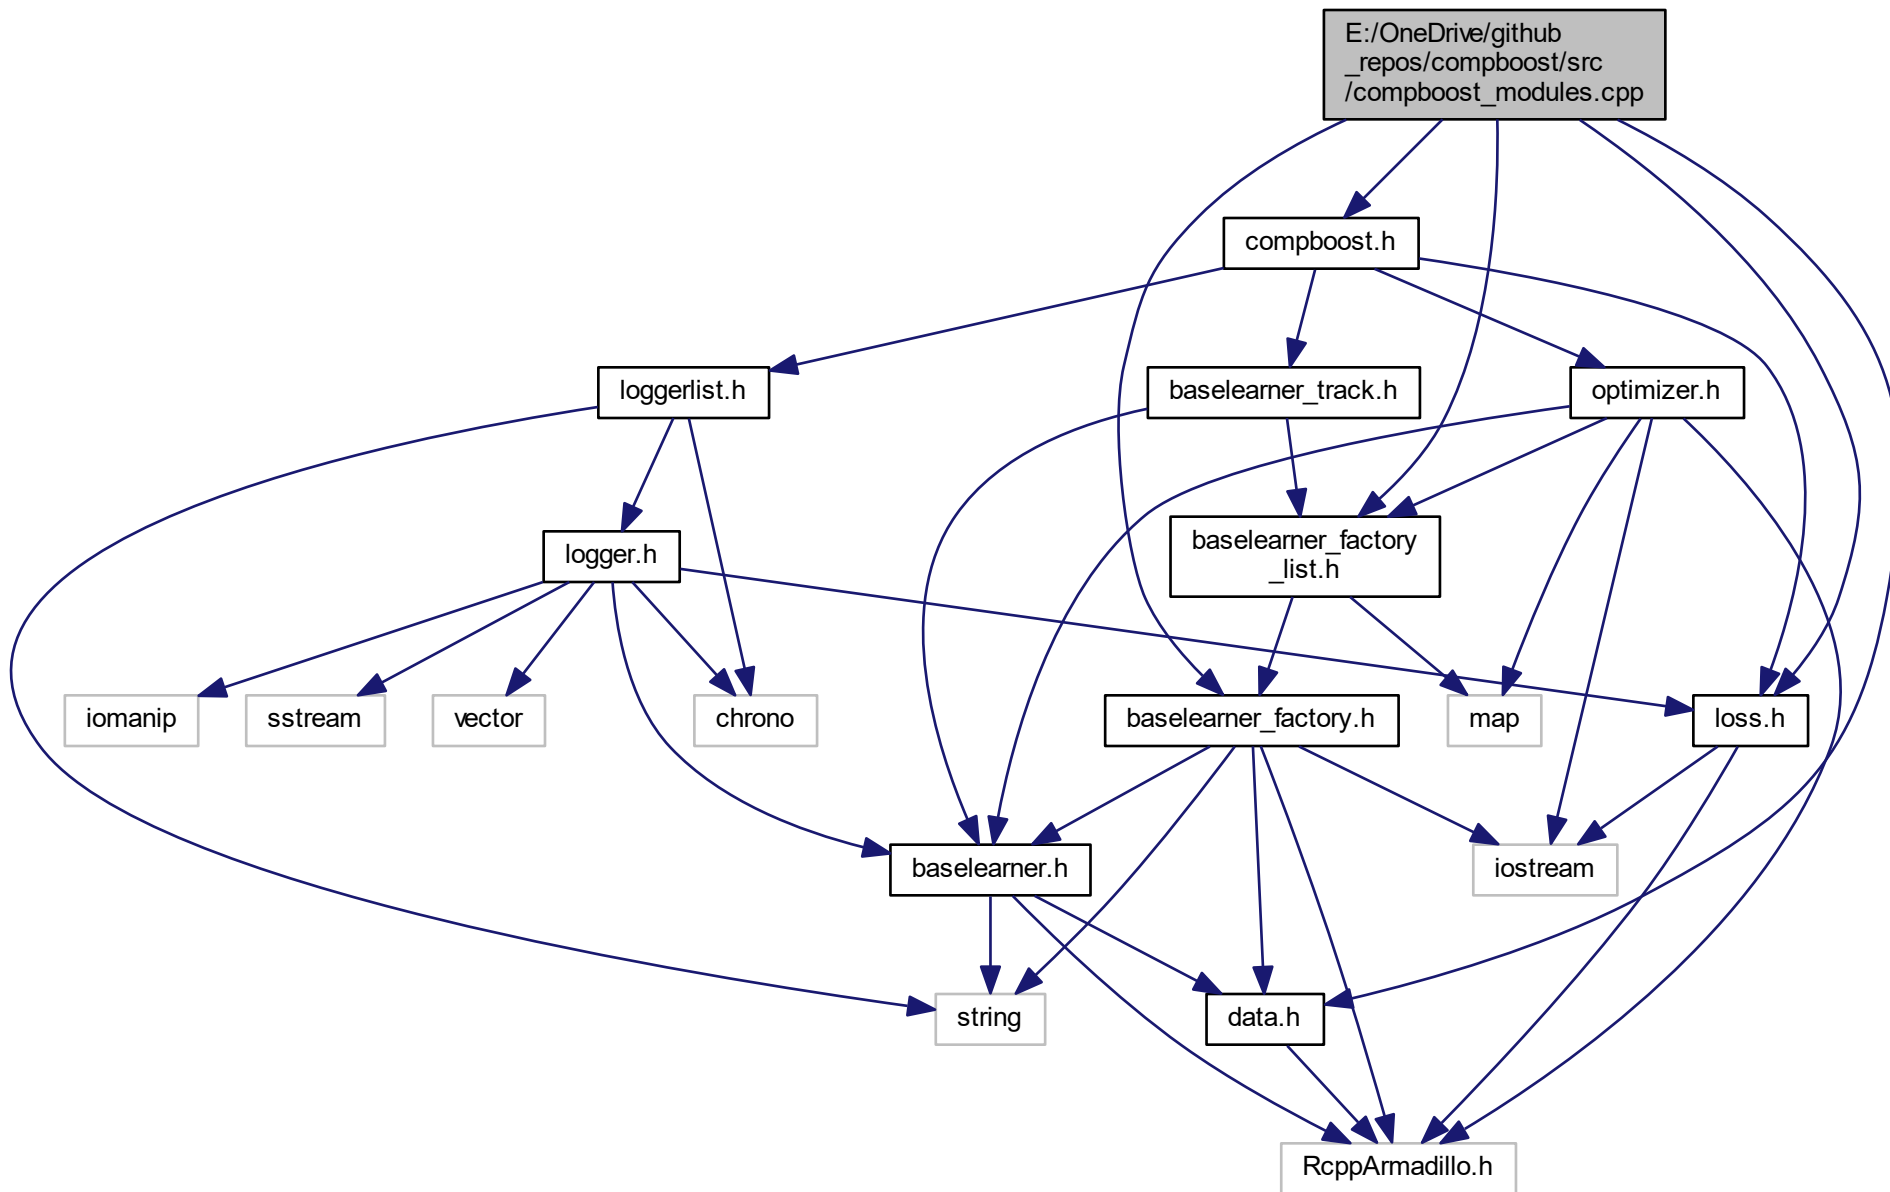 E:/OneDrive/github
_repos/compboost/src
/compboost_modules.cpp
compboost.h
loggerlist.h
baselearner_track.h
optimizer.h
logger.h
baselearner_factory
_list.h
iomanip
sstream
vector
chrono
baselearner_factory.h
map
loss.h
baselearner.h
iostream
string
data.h
RcppArmadillo.h